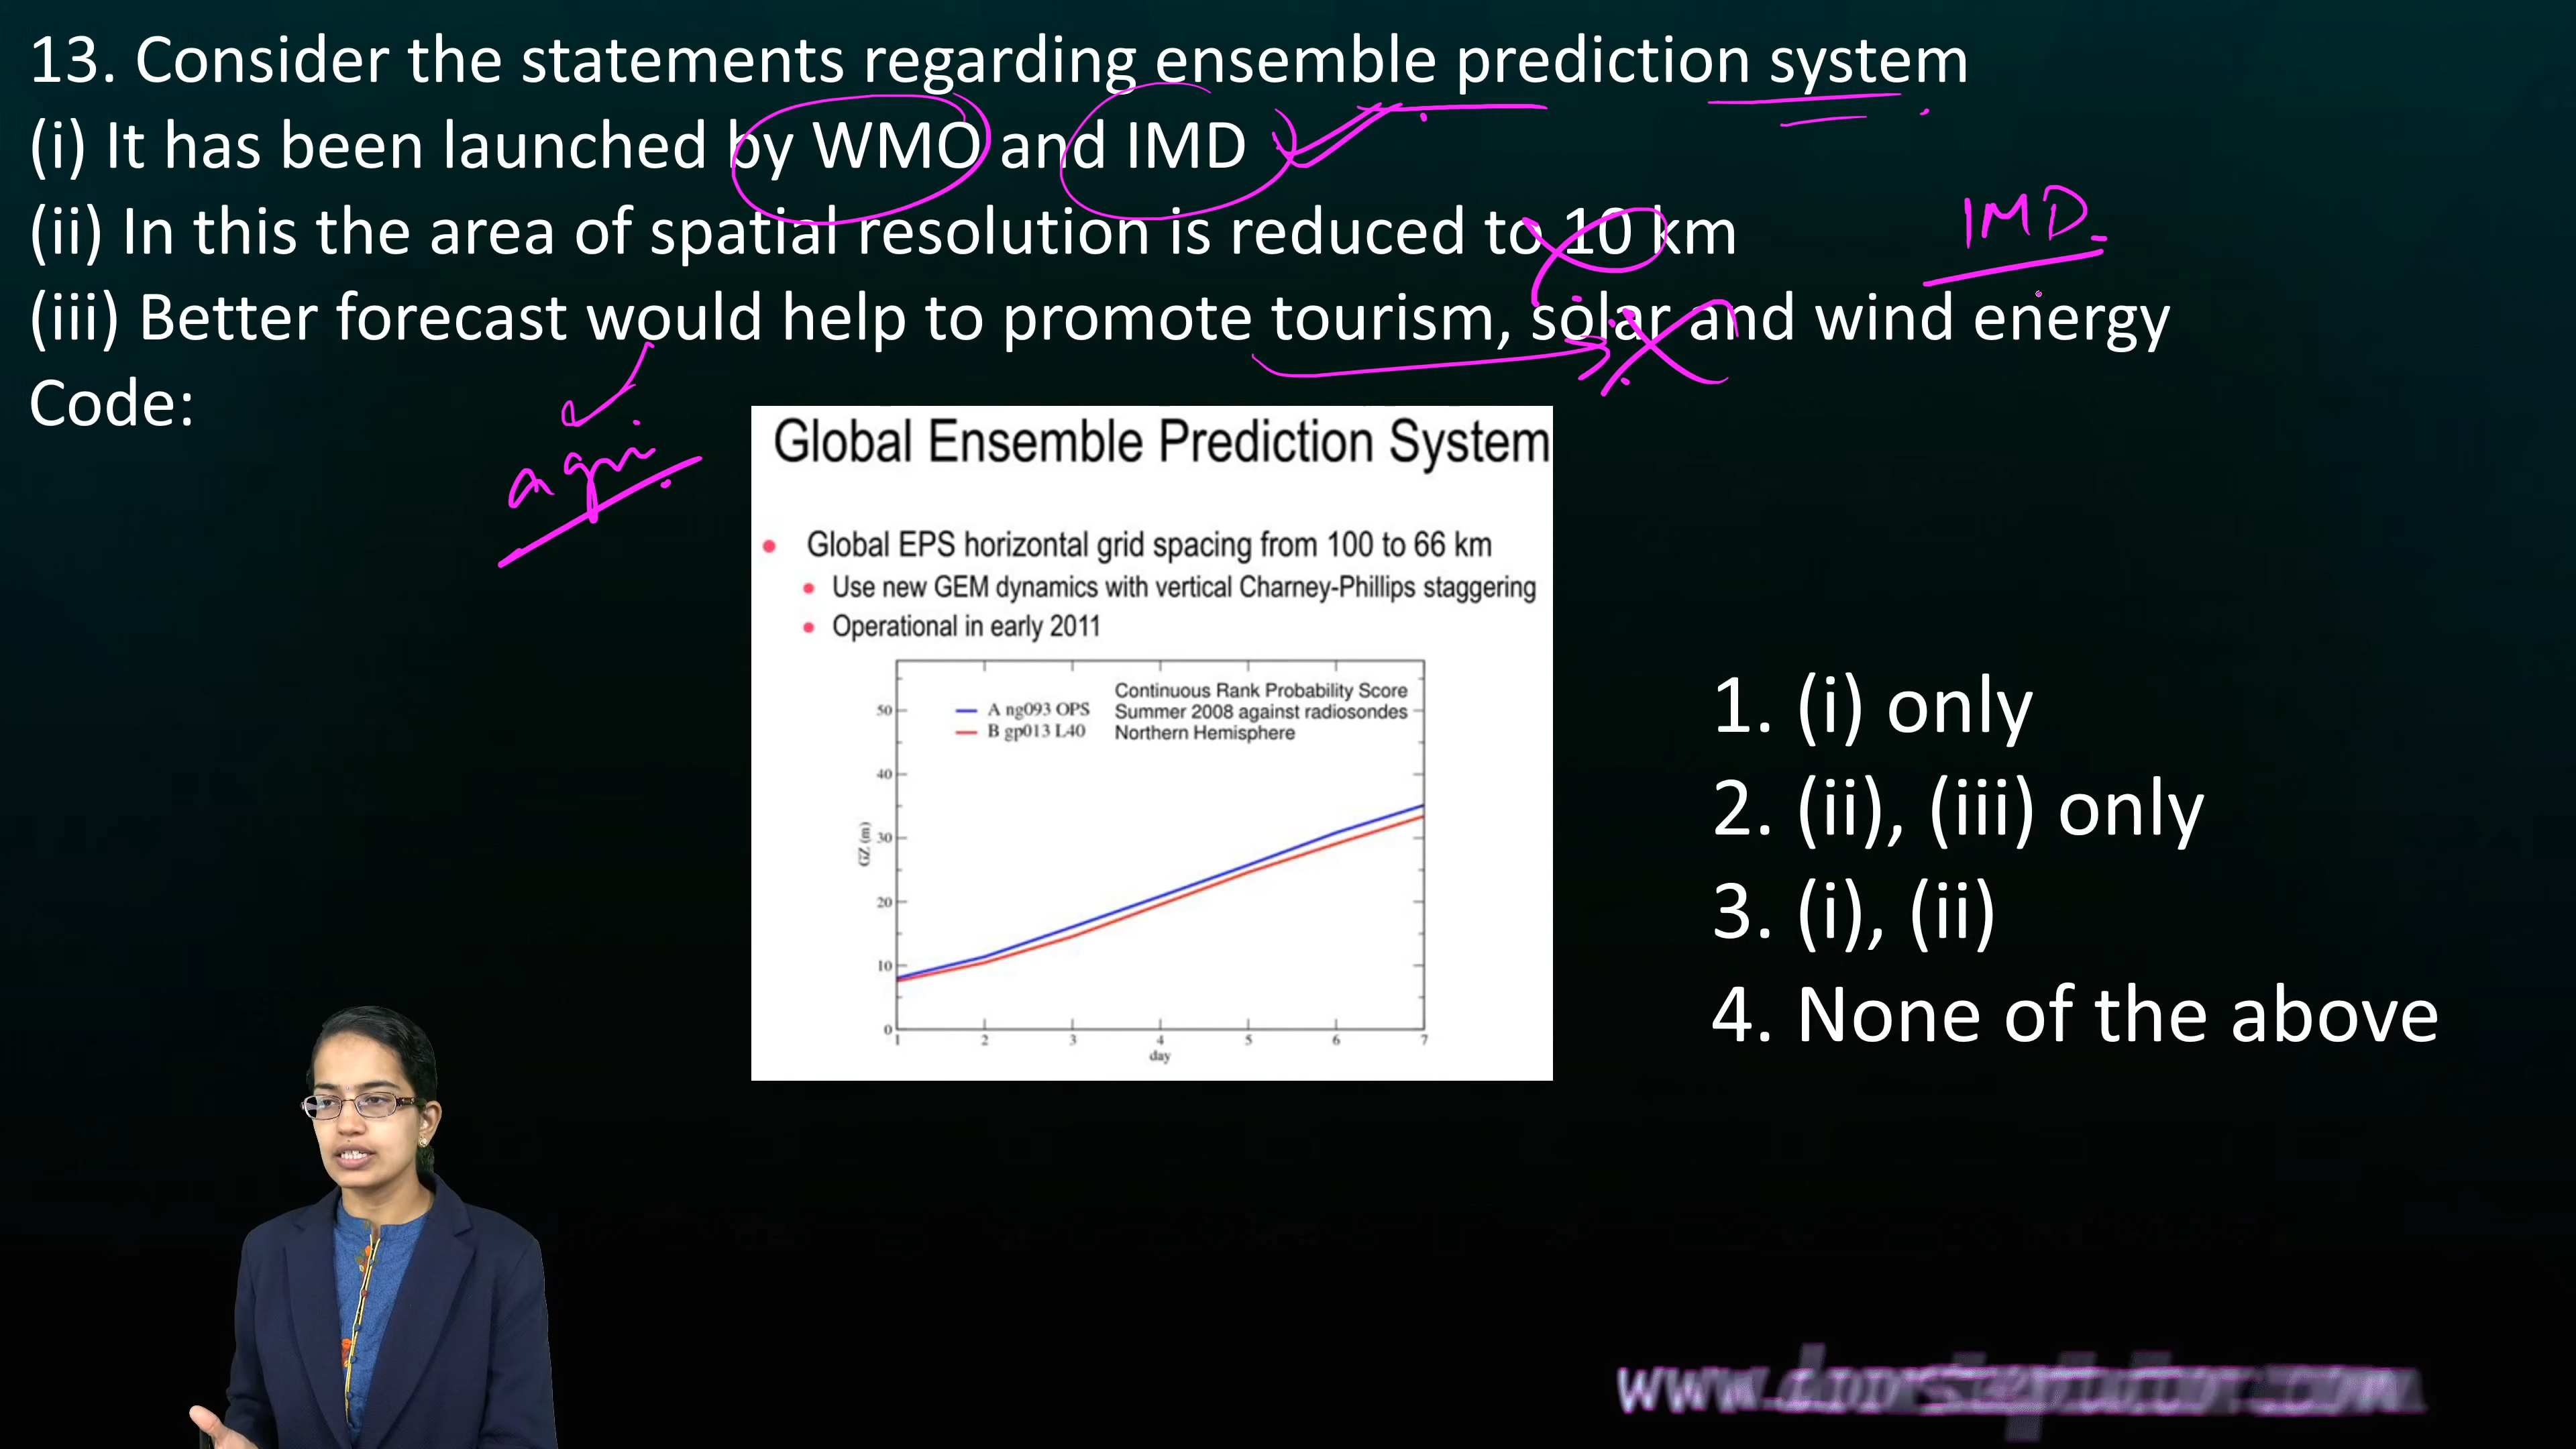 13. Consider the statements regarding ensemble prediction system
(i) It has been launched by WMO and IMD
(ii) In this the area of spatial resolution is reduced to 10 km
(iii) Better forecast would help to promote tourism, solar and wind energy
Code:
IMD
agri
Global Ensemble Prediction System
Global EPS horizontal grid spacing from 100 to 66 km
Use new GEM dynamics with vertical Charney-Phillips staggering
Operational in early 2011
A ng093 OPS
B gp013 L40
Continuous Rank Probability Score
Summer 2008 against radiosondes
Northern Hemisphere
50
40
30
20
10
0
GZ (m)
1 2 3 4 5 6 7
day
1. (i) only
2. (ii), (iii) only
3. (i), (ii)
4. None of the above
www.doorsteptutor.com